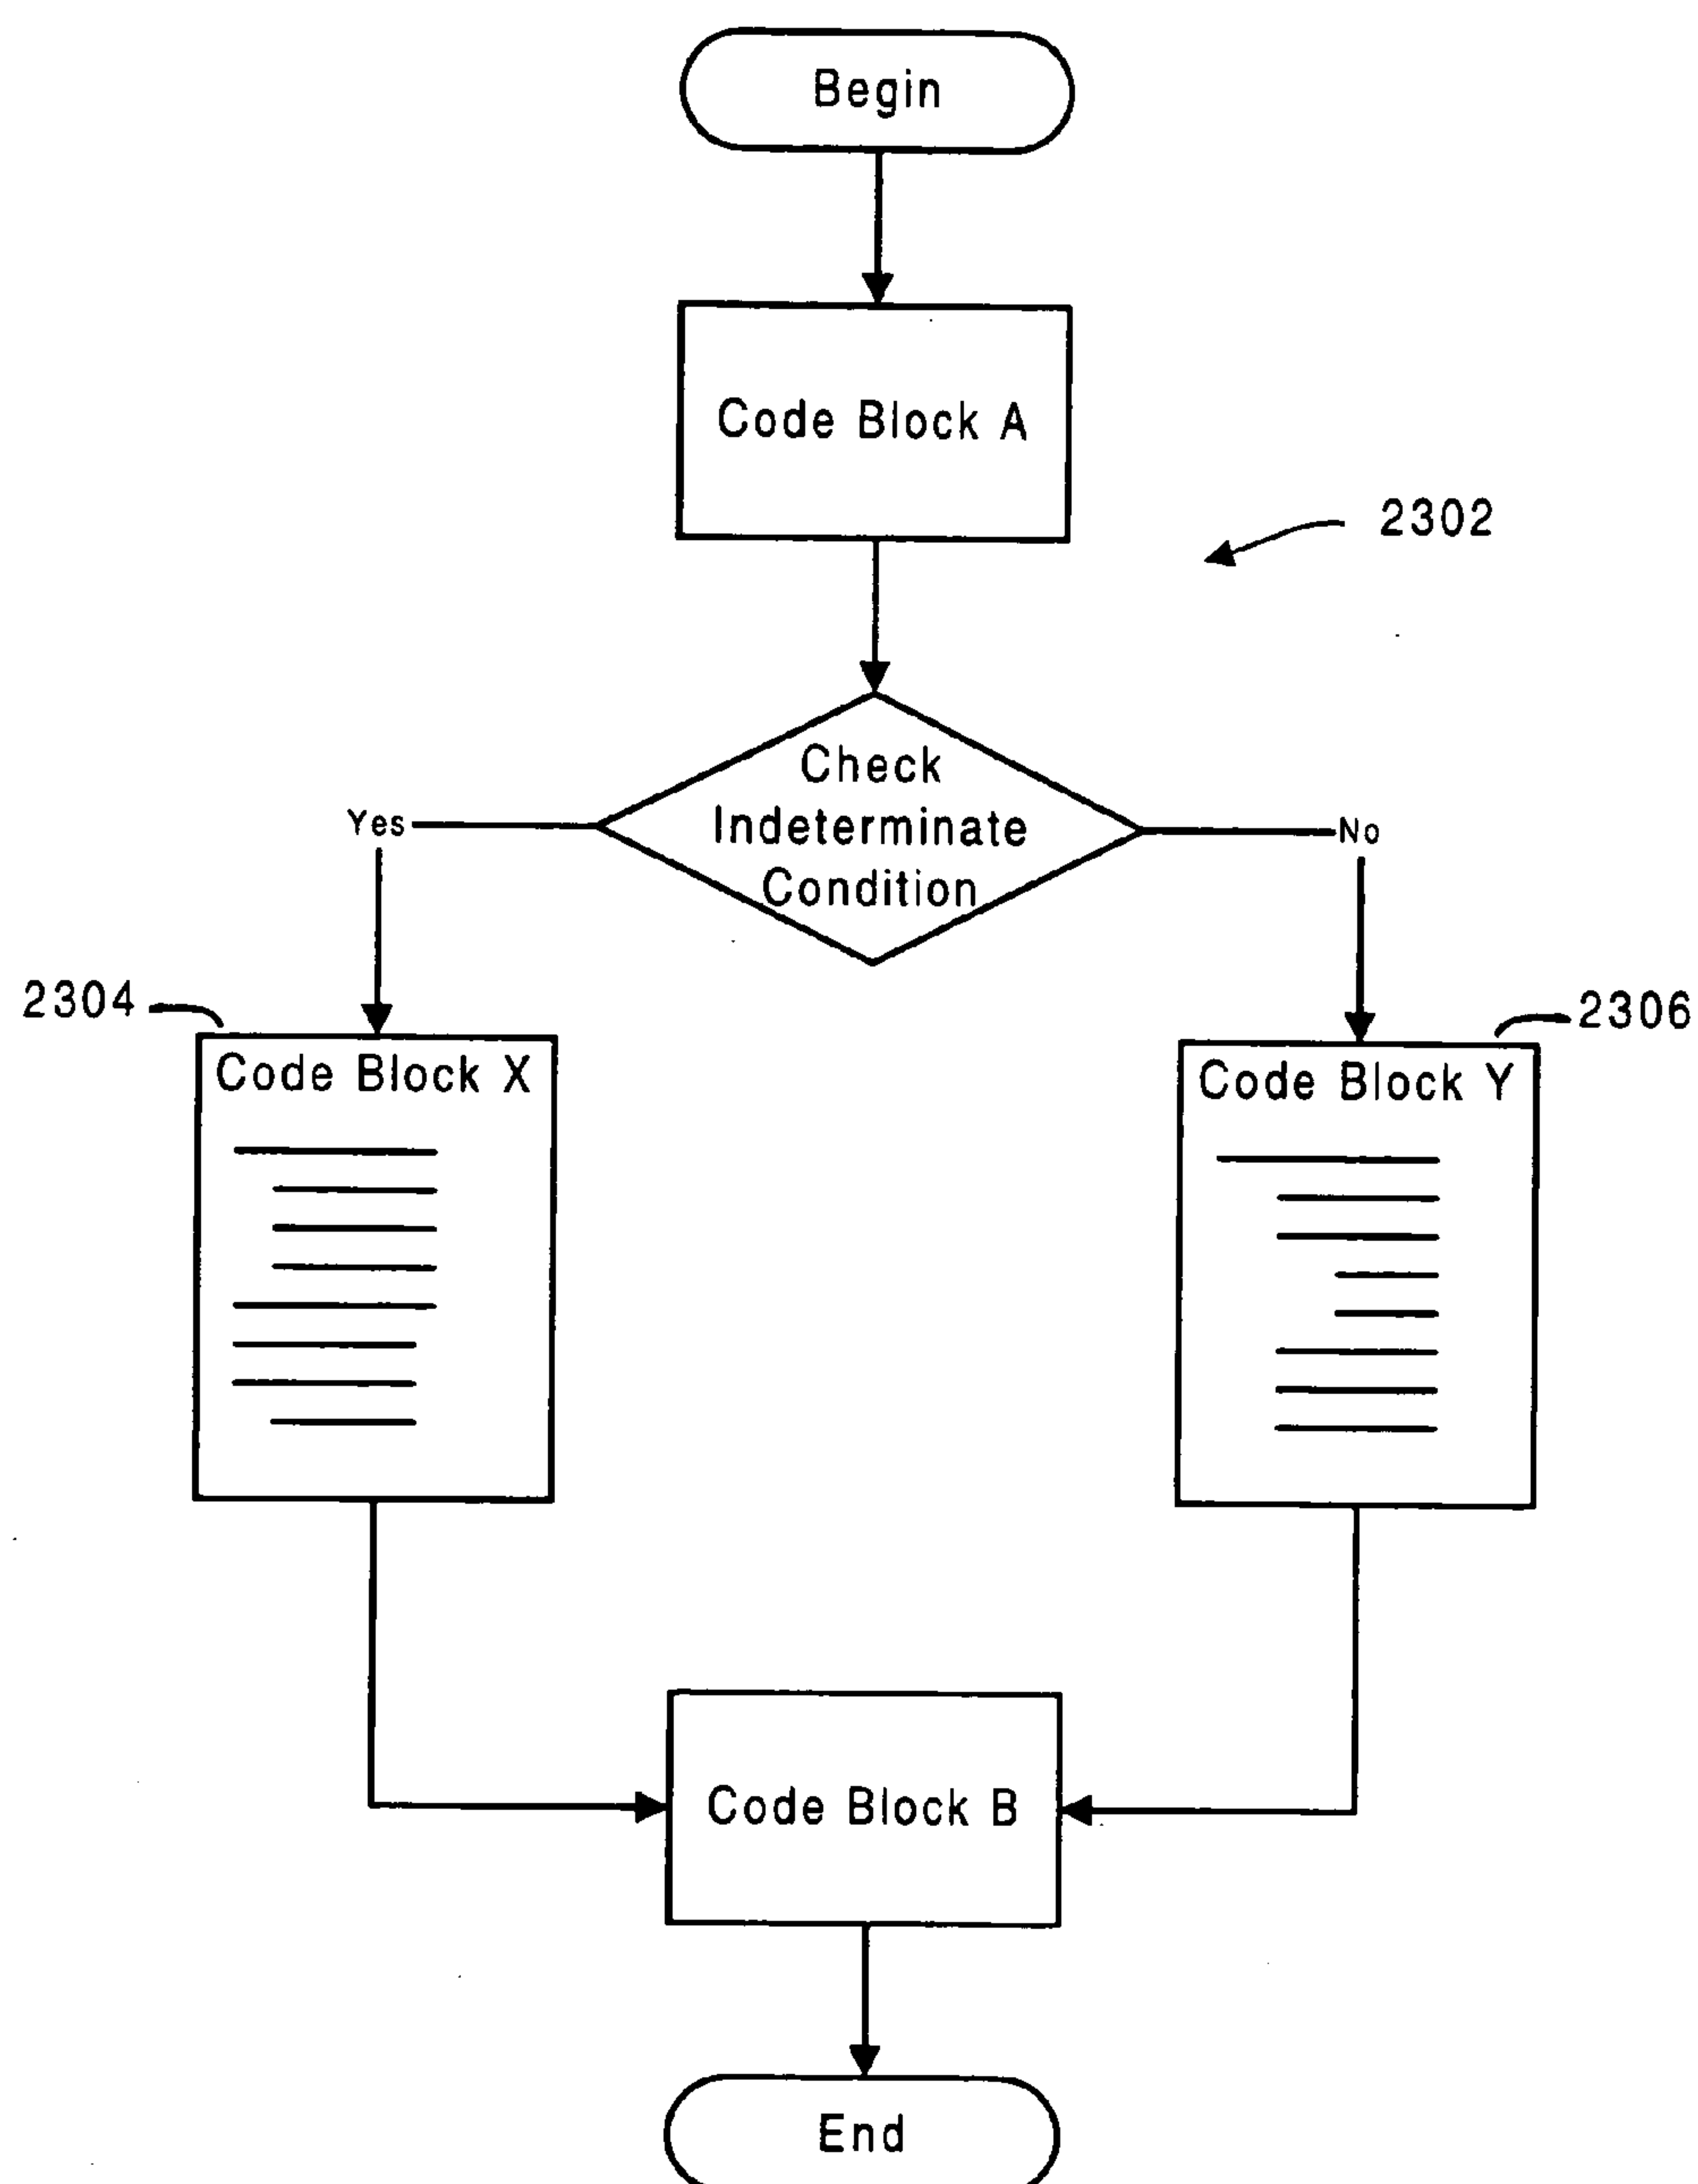 Begin
Code Block A
2302
Check
Indeterminate
Condition
Yes
No
2304
2306
Code Block X
Code Block Y
Code Block B
End